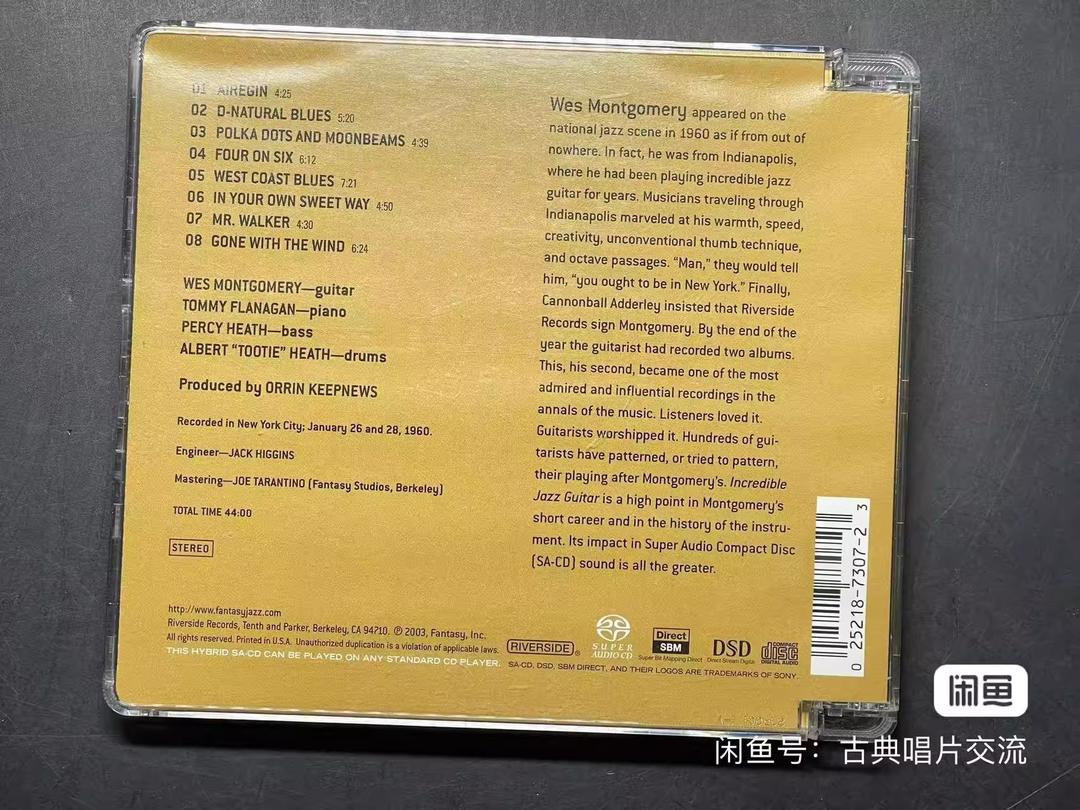 01 AIREGIN 4:25
02 D-NATURAL BLUES 5:20
03 POLKA DOTS AND MOONBEAMS 4:39
04 FOUR ON SIX 6:12
05 WEST COAST BLUES 7:21
06 IN YOUR OWN SWEET WAY 4:50
07 MR. WALKER 4:30
08 GONE WITH THE WIND 6:24
WES MONTGOMERY—guitar
TOMMY FLANAGAN—piano
PERCY HEATH—bass
ALBERT "TOOTIE" HEATH—drums
Produced by ORRIN KEEPNEWS
Recorded in New York City; January 26 and 28, 1960.
Engineer—JACK HIGGINS
Mastering—JOE TARANTINO (Fantasy Studios, Berkeley)
TOTAL TIME 44:00
STEREO
Wes Montgomery appeared on the
national jazz scene in 1960 as if from out of
nowhere. In fact, he was from Indianapolis,
where he had been playing incredible jazz
guitar for years. Musicians traveling through
Indianapolis marveled at his warmth, speed,
creativity, unconventional thumb technique,
and octave passages. "Man," they would tell
him, "you ought to be in New York." Finally,
Cannonball Adderley insisted that Riverside
Records sign Montgomery. By the end of the
year the guitarist had recorded two albums.
This, his second, became one of the most
admired and influential recordings in the
annals of the music. Listeners loved it.
Guitarists worshipped it. Hundreds of gui-
tarists have patterned, or tried to pattern,
their playing after Montgomery's. Incredible
Jazz Guitar is a high point in Montgomery's
short career and in the history of the instru-
ment. Its impact in Super Audio Compact Disc
(SA-CD) sound is all the greater.
http://www.fantasyjazz.com
Riverside Records, Tenth and Parker, Berkeley, CA 94710. ℗ 2003, Fantasy, Inc.
All rights reserved. Printed in U.S.A. Unauthorized duplication is a violation of applicable laws.
THIS HYBRID SA-CD CAN BE PLAYED ON ANY STANDARD CD PLAYER.
RIVERSIDE ®
SUPER AUDIO CD
Direct SBM
Super Bit Mapping Direct
DSD
Direct Stream Digital
COMPACT disc DIGITAL AUDIO
SA-CD, DSD, SBM DIRECT, AND THEIR LOGOS ARE TRADEMARKS OF SONY.
0 25218-7307-2 3
闲鱼
闲鱼号：古典唱片交流